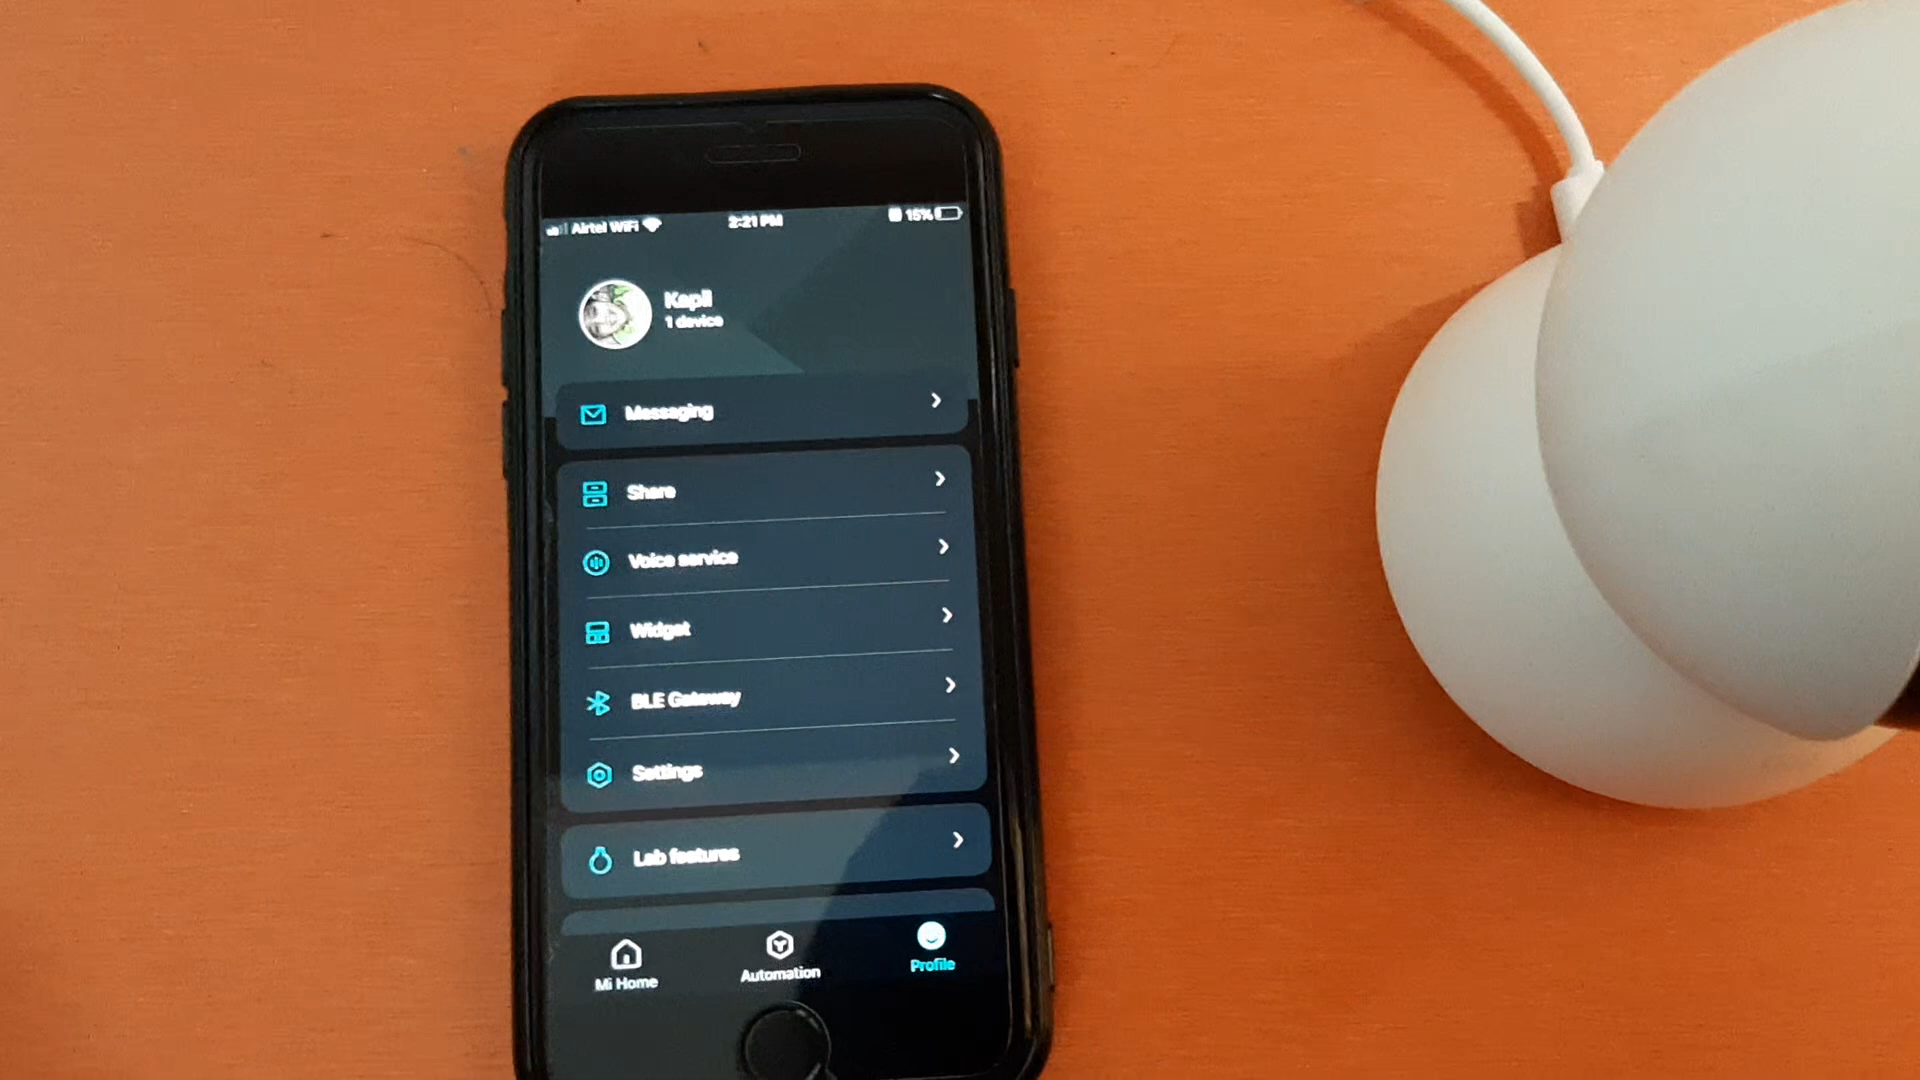 Airtel WiFi 2:21 PM 15%
Kapil
1 device
Messaging
Share
Voice service
Widget
BLE Gateway
Settings
Lab features
Mi Home Automation Profile